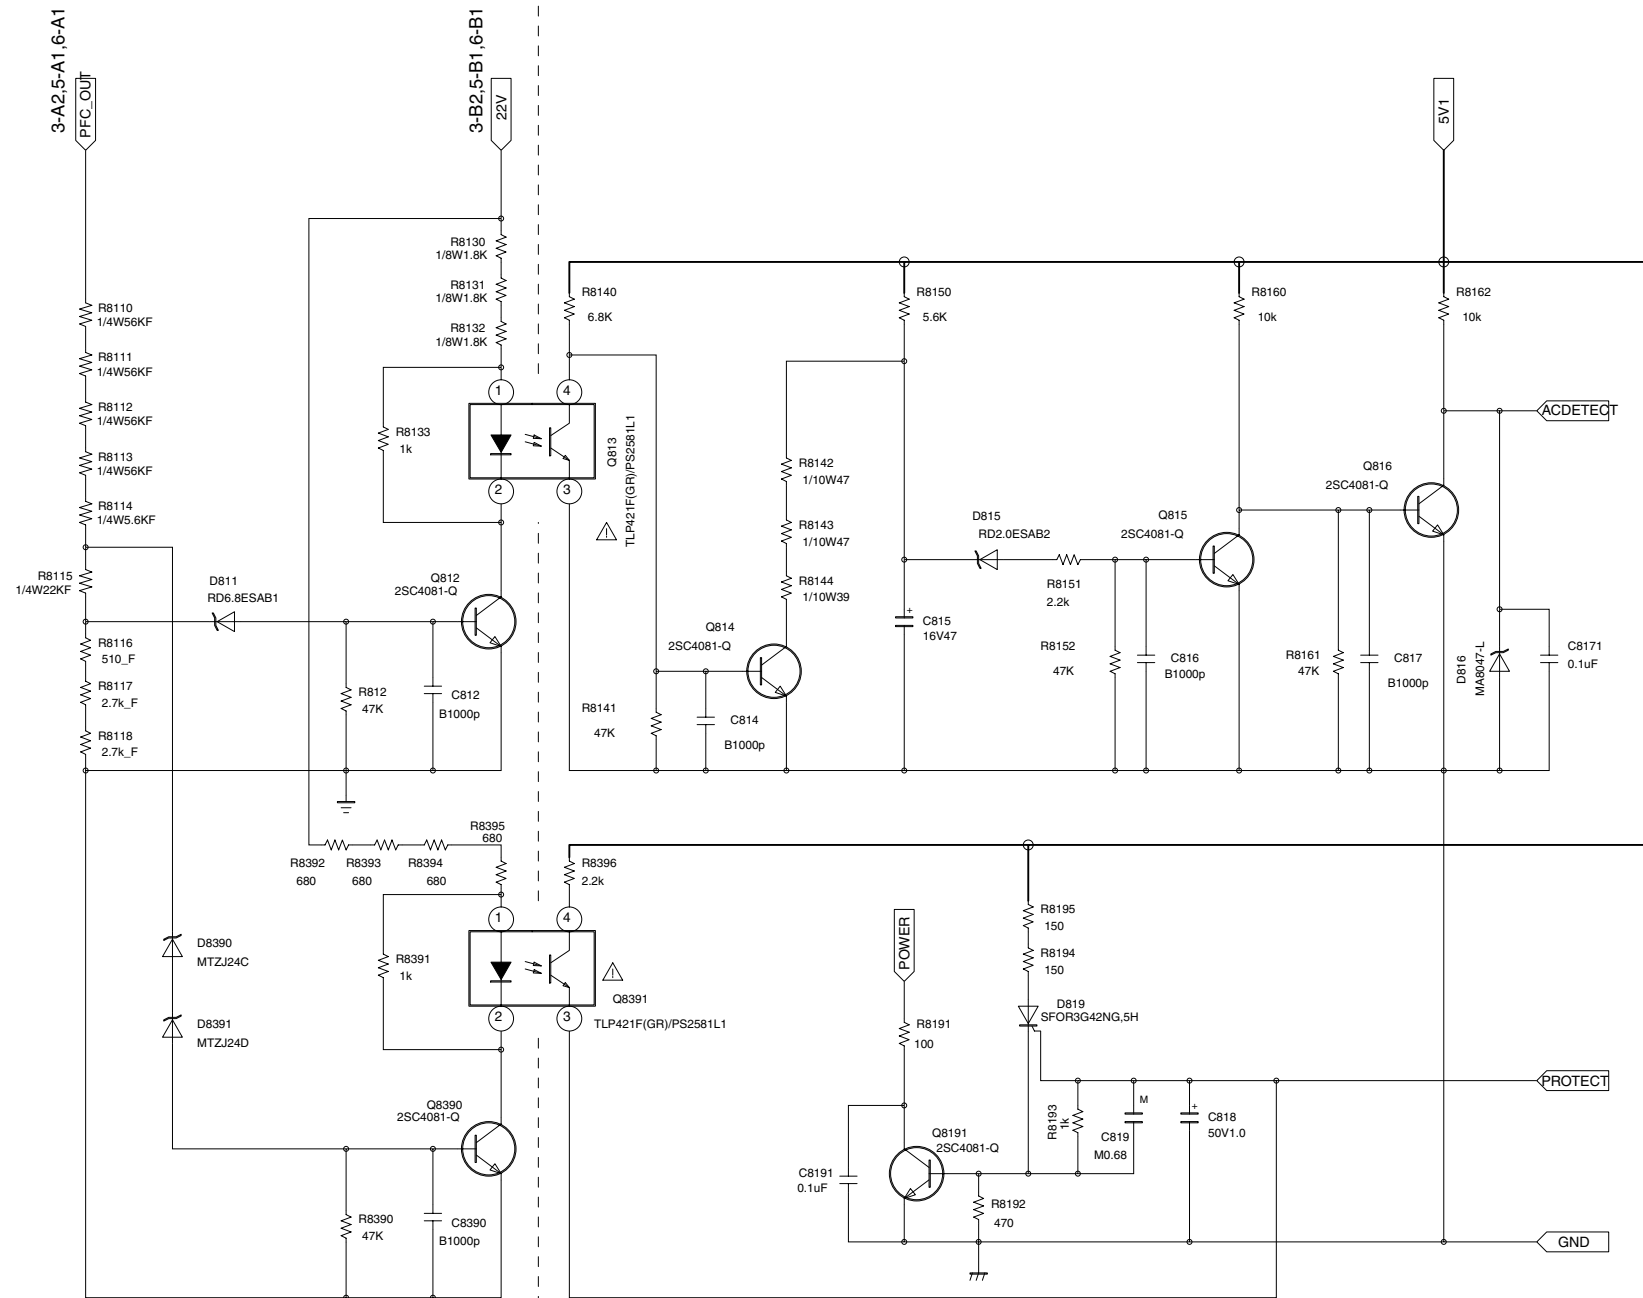 3-A2,5-A1,6-A1
PFC_OUT
3-B2,5-B1,6-B1
22V
5V1
R8130
1/8W1.8K
R8131
1/8W1.8K
R8132
1/8W1.8K
R8110
1/4W56KF
R8111
1/4W56KF
R8112
1/4W56KF
R8113
1/4W56KF
R8114
1/4W5.6KF
R8115
1/4W22KF
R8116
510_F
R8117
2.7k_F
R8118
2.7k_F
D811
RD6.8ESAB1
R8133
1k
1
4
2
3
Q813
TLP421F(GR)/PS2581L1
Q812
2SC4081-Q
R812
47K
C812
B1000p
R8140
6.8K
R8141
47K
C814
B1000p
Q814
2SC4081-Q
R8142
1/10W47
R8143
1/10W47
R8144
1/10W39
R8150
5.6K
C815
+
16V47
D815
RD2.0ESAB2
R8151
2.2k
R8152
47K
C816
B1000p
Q815
2SC4081-Q
R8160
10k
R8161
47K
C817
B1000p
Q816
2SC4081-Q
R8162
10k
ACDETECT
D816
MA8047-L
C8171
0.1uF
R8392
680
R8393
680
R8394
680
R8395
680
R8396
2.2k
D8390
MTZJ24C
D8391
MTZJ24D
R8391
1k
1
4
2
3
Q8391
TLP421F(GR)/PS2581L1
Q8390
2SC4081-Q
R8390
47K
C8390
B1000p
POWER
R8191
100
C8191
0.1uF
Q8191
2SC4081-Q
R8192
470
R8195
150
R8194
150
D819
SFOR3G42NG,5H
R8193
1k
M
C819
M0.68
+
C818
50V1.0
PROTECT
GND